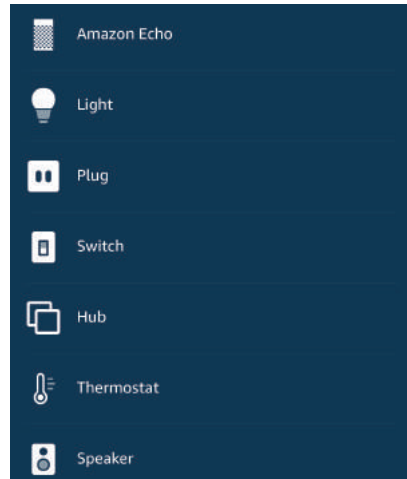 Amazon Echo
Light
Plug
Switch
Hub
Thermostat
Speaker